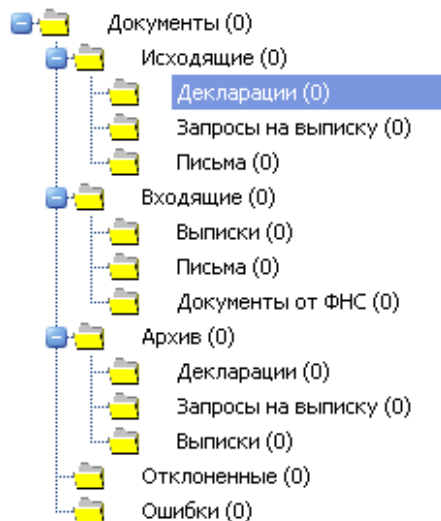 Документы (0)
Исходящие (0)
Декларации (0)
Запросы на выписку (0)
Письма (0)
Входящие (0)
Выписки (0)
Письма (0)
Документы от ФНС (0)
Архив (0)
Декларации (0)
Запросы на выписку (0)
Выписки (0)
Отклоненные (0)
Ошибки (0)